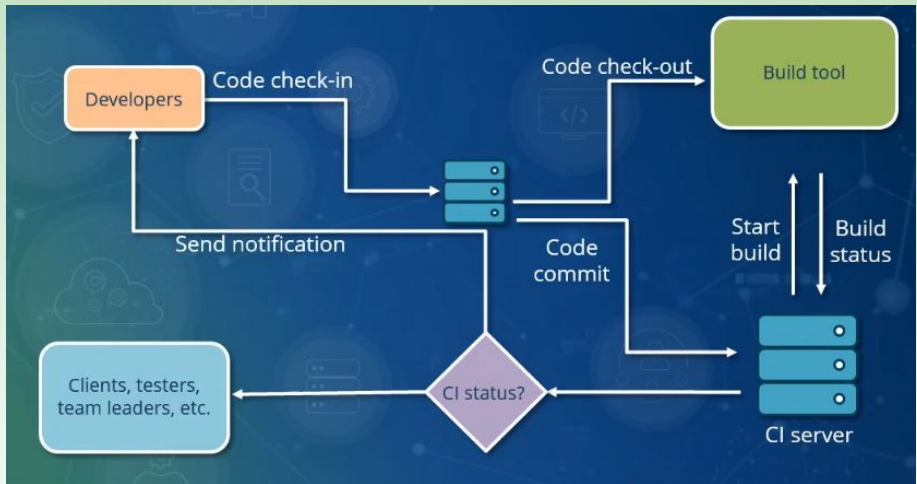 Code check-in
Code check-out
Build tool
Developers
Send notification
Code
commit
Start
build
Build
status
Clients, testers,
team leaders, etc.
CI status?
CI server